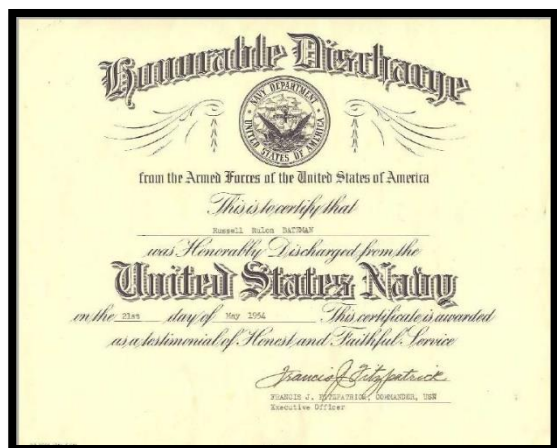 Honorable Discharge
NAVY DEPARTMENT
UNITED STATES OF AMERICA
from the Armed Forces of the United States of America
This is to certify that
Russell Rulon BATEMAN
was Honorably Discharged from the
United States Navy
on the 21st day of May 1954 This certificate is awarded
as a testimonial of Honest and Faithful Service
Francis J. Fitzpatrick
FRANCIS J. FITZPATRICK, COMMANDER, USN
Executive Officer